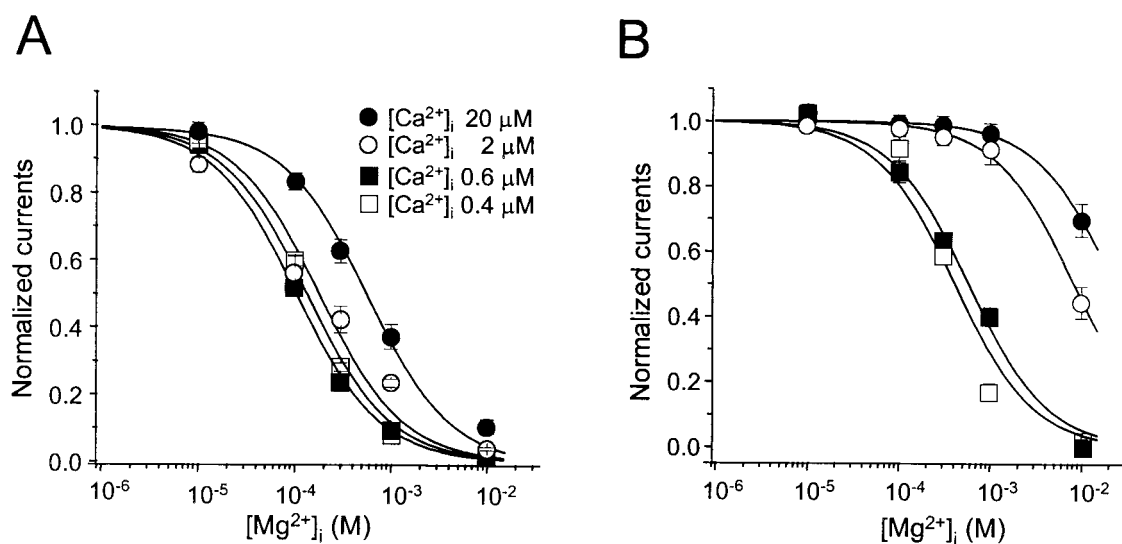 A
B
[Ca²⁺]ᵢ 20 μM
[Ca²⁺]ᵢ 2 μM
[Ca²⁺]ᵢ 0.6 μM
[Ca²⁺]ᵢ 0.4 μM
Normalized currents
1.0
0.8
0.6
0.4
0.2
0.0
10⁻⁶ 10⁻⁵ 10⁻⁴ 10⁻³ 10⁻²
[Mg²⁺]ᵢ (M)
Normalized currents
1.0
0.8
0.6
0.4
0.2
0.0
10⁻⁶ 10⁻⁵ 10⁻⁴ 10⁻³ 10⁻²
[Mg²⁺]ᵢ (M)